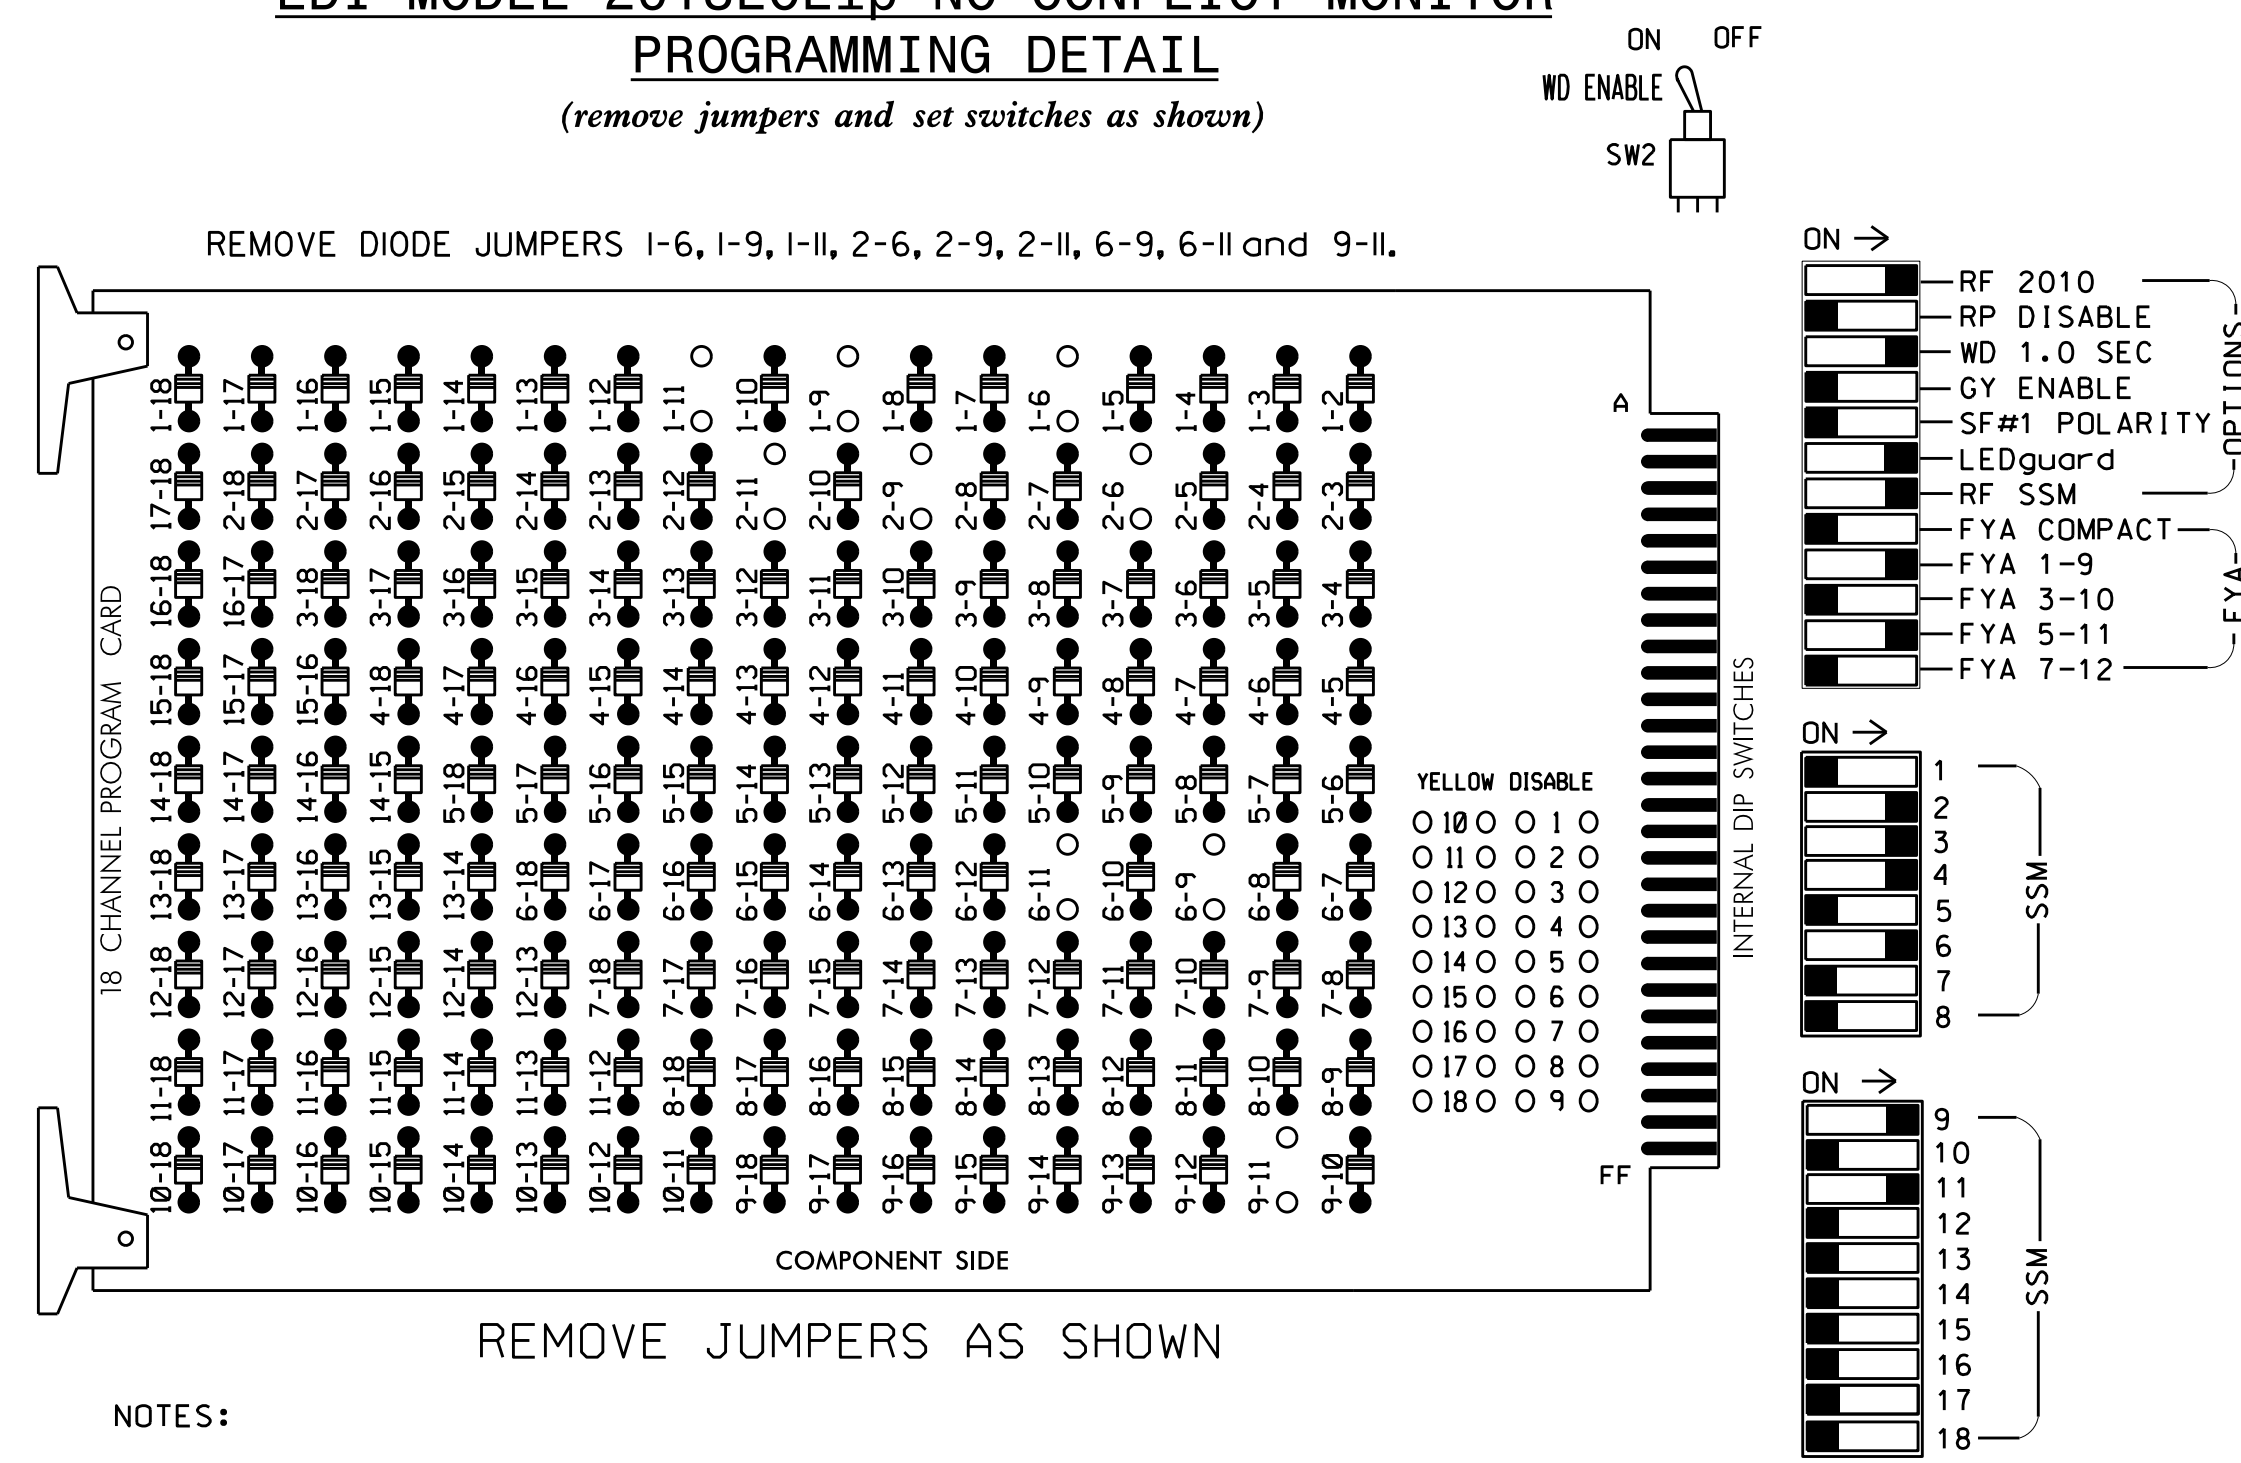 PROGRAMMING DETAIL
(remove jumpers and set switches as shown)
ON OFF
WD ENABLE
SW2
REMOVE DIODE JUMPERS 1-6, 1-9, 1-11, 2-6, 2-9, 2-11, 6-9, 6-11 and 9-11.
18 CHANNEL PROGRAM CARD
1-18 1-17 1-16 1-15 1-14 1-13 1-12 1-11 1-10 1-9 1-8 1-7 1-6 1-5 1-4 1-3 1-2
17-18 2-18 2-17 2-16 2-15 2-14 2-13 2-12 2-11 2-10 2-9 2-8 2-7 2-6 2-5 2-4 2-3
16-18 16-17 3-18 3-17 3-16 3-15 3-14 3-13 3-12 3-11 3-10 3-9 3-8 3-7 3-6 3-5 3-4
15-18 15-17 15-16 4-18 4-17 4-16 4-15 4-14 4-13 4-12 4-11 4-10 4-9 4-8 4-7 4-6 4-5
14-18 14-17 14-16 14-15 5-18 5-17 5-16 5-15 5-14 5-13 5-12 5-11 5-10 5-9 5-8 5-7 5-6
13-18 13-17 13-16 13-15 13-14 6-18 6-17 6-16 6-15 6-14 6-13 6-12 6-11 6-10 6-9 6-8 6-7
12-18 12-17 12-16 12-15 12-14 12-13 7-18 7-17 7-16 7-15 7-14 7-13 7-12 7-11 7-10 7-9 7-8
11-18 11-17 11-16 11-15 11-14 11-13 11-12 8-18 8-17 8-16 8-15 8-14 8-13 8-12 8-11 8-10 8-9
10-18 10-17 10-16 10-15 10-14 10-13 10-12 10-11 9-18 9-17 9-16 9-15 9-14 9-13 9-12 9-11 9-10
YELLOW DISABLE
10 1
11 2
12 3
13 4
14 5
15 6
16 7
17 8
18 9
A
FF
COMPONENT SIDE
REMOVE JUMPERS AS SHOWN
NOTES:
INTERNAL DIP SWITCHES
ON
RF 2010
RP DISABLE
WD 1.0 SEC
GY ENABLE
SF#1 POLARITY
LEDguard
RF SSM
OPTIONS
FYA COMPACT
FYA 1-9
FYA 3-10
FYA 5-11
FYA 7-12
FYA
ON
1
2
3
4
5
6
7
8
SSM
ON
9
10
11
12
13
14
15
16
17
18
SSM